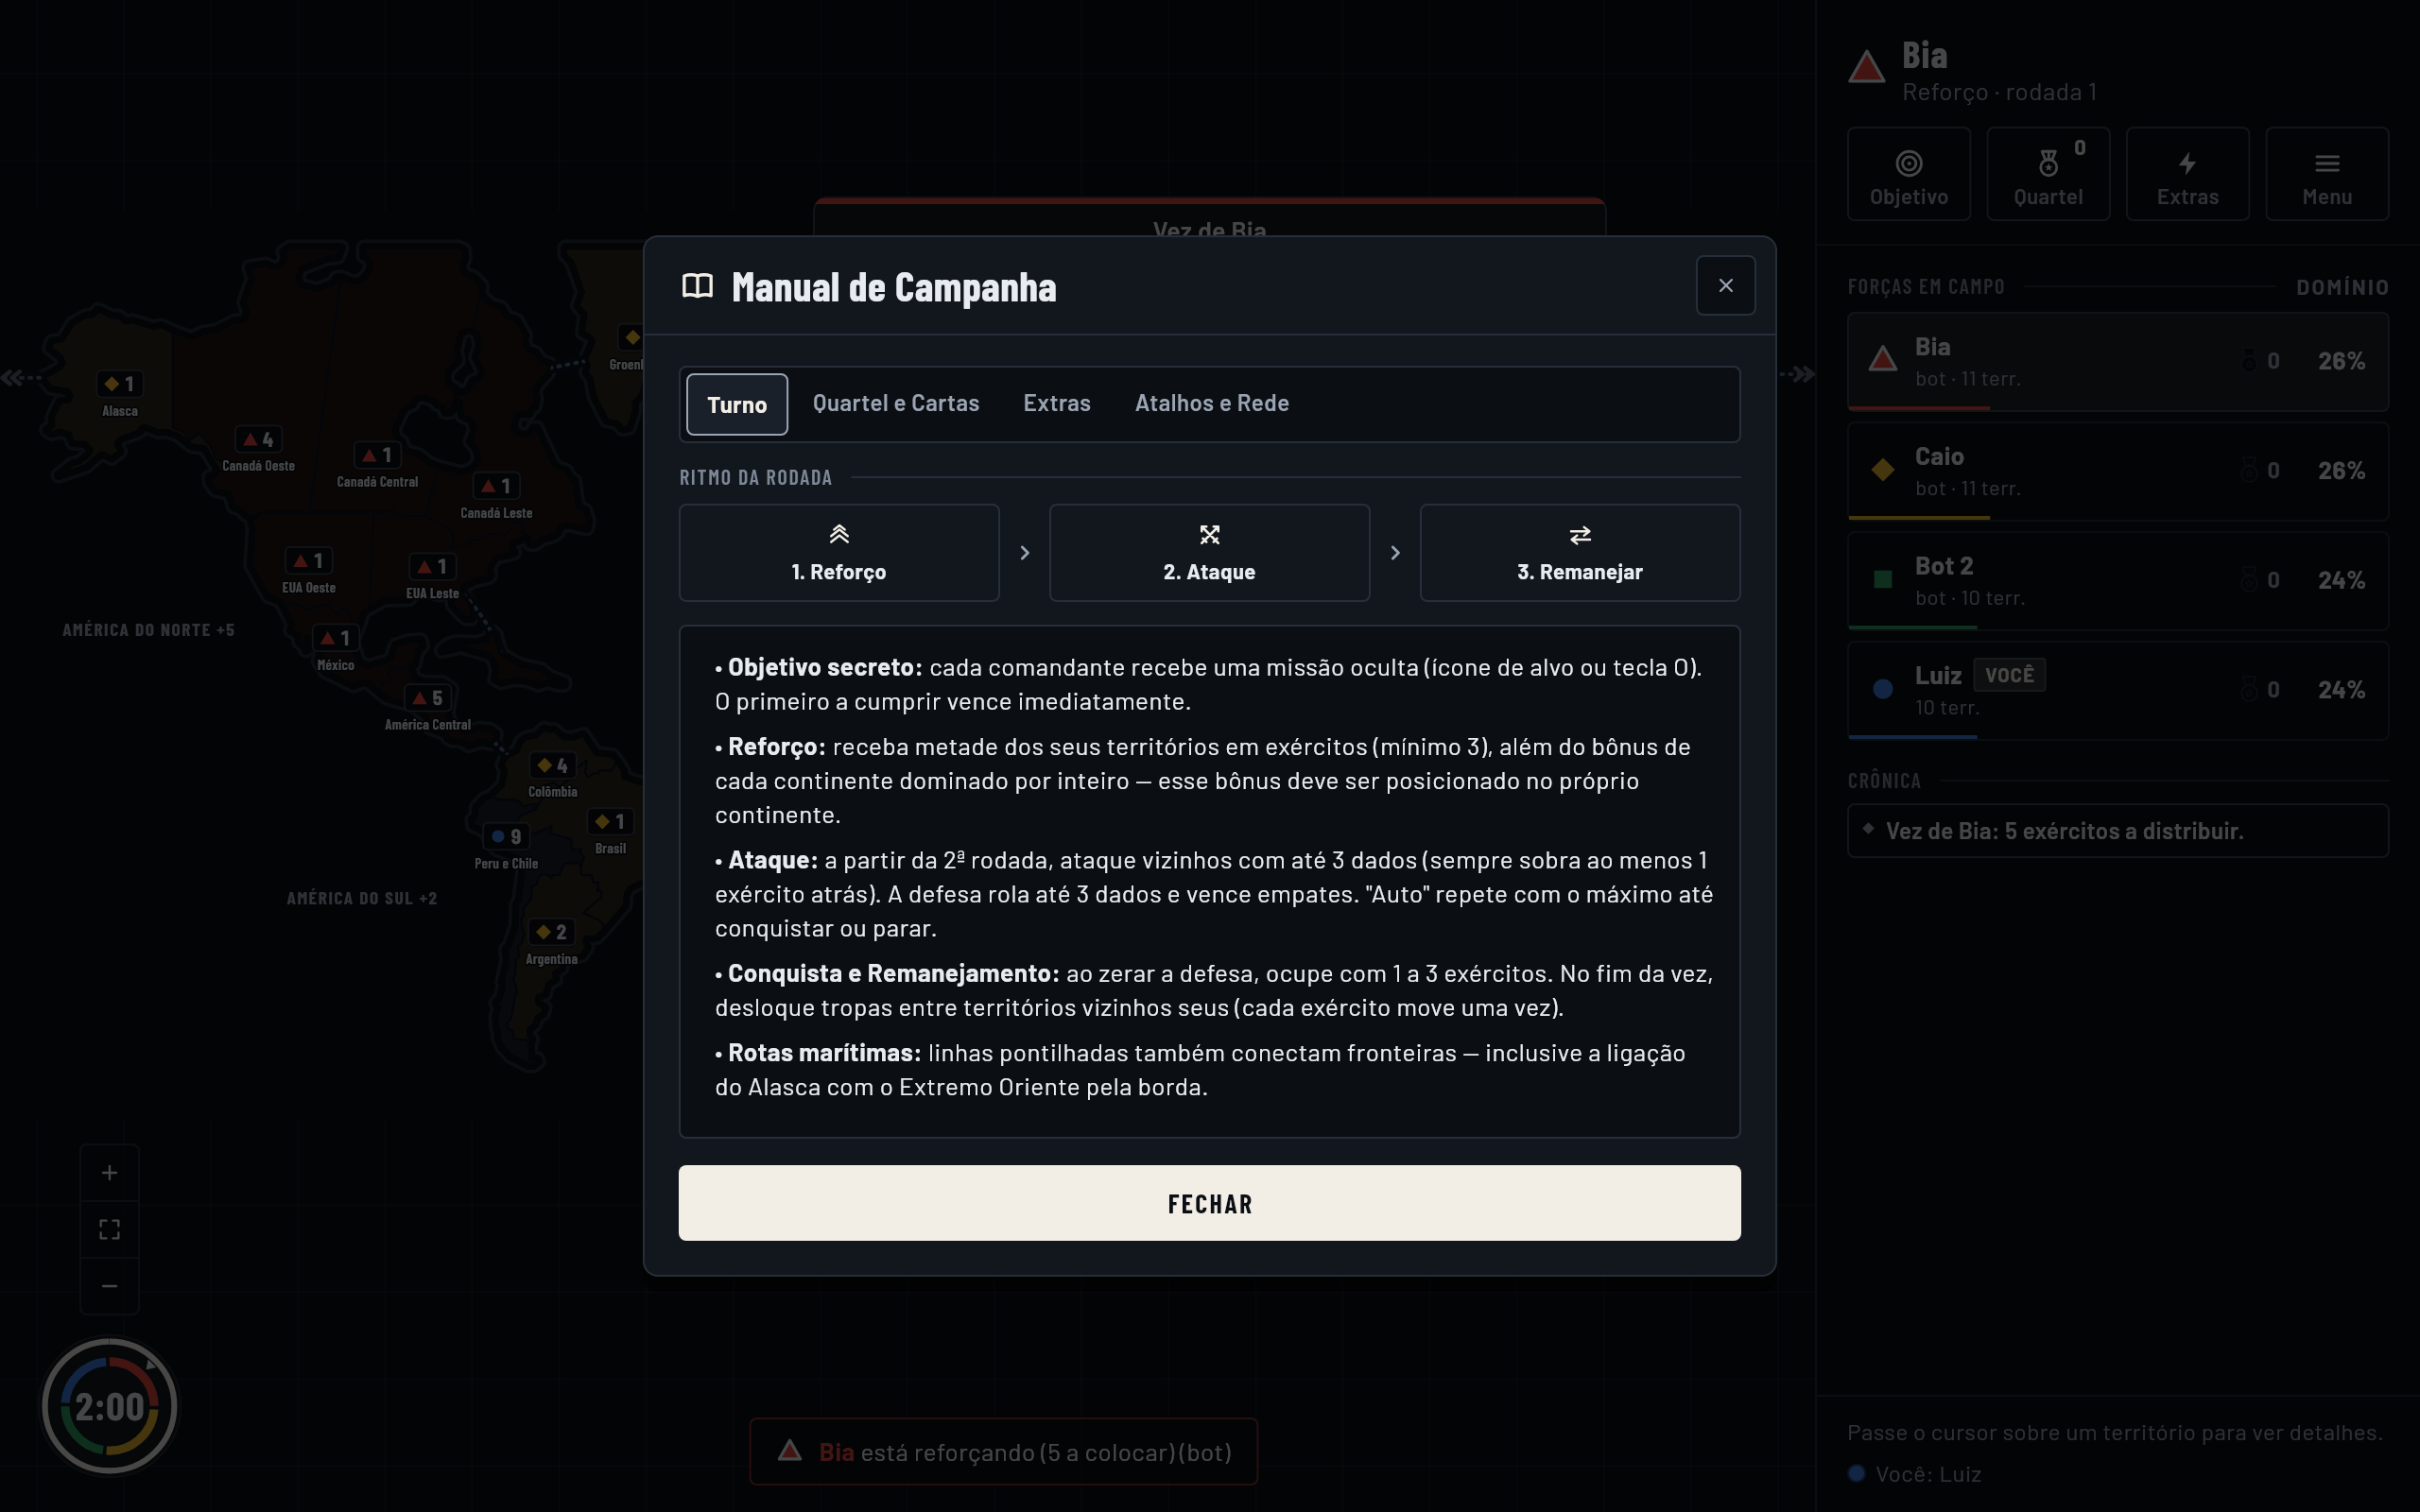 Bia
Reforço · rodada 1
Objetivo
0
Quartel
Extras
Menu
FORÇAS EM CAMPO
DOMÍNIO
Bia
bot · 11 terr.
0
26%
Caio
bot · 11 terr.
0
26%
Bot 2
bot · 10 terr.
0
24%
Luiz VOCÊ
10 terr.
0
24%
CRÔNICA
Vez de Bia: 5 exércitos a distribuir.
Passe o cursor sobre um território para ver detalhes.
Você: Luiz
Vez de Bia
Manual de Campanha
Turno
Quartel e Cartas
Extras
Atalhos e Rede
RITMO DA RODADA
1. Reforço
2. Ataque
3. Remanejar
• Objetivo secreto: cada comandante recebe uma missão oculta (ícone de alvo ou tecla O).
O primeiro a cumprir vence imediatamente.
• Reforço: receba metade dos seus territórios em exércitos (mínimo 3), além do bônus de
cada continente dominado por inteiro — esse bônus deve ser posicionado no próprio
continente.
• Ataque: a partir da 2ª rodada, ataque vizinhos com até 3 dados (sempre sobra ao menos 1
exército atrás). A defesa rola até 3 dados e vence empates. "Auto" repete com o máximo até
conquistar ou parar.
• Conquista e Remanejamento: ao zerar a defesa, ocupe com 1 a 3 exércitos. No fim da vez,
desloque tropas entre territórios vizinhos seus (cada exército move uma vez).
• Rotas marítimas: linhas pontilhadas também conectam fronteiras — inclusive a ligação
do Alasca com o Extremo Oriente pela borda.
FECHAR
1
Alasca
4
Canadá Oeste
1
Canadá Central
1
Canadá Leste
1
EUA Oeste
1
EUA Leste
AMÉRICA DO NORTE +5
1
México
5
América Central
4
Colômbia
1
Brasil
9
Peru e Chile
AMÉRICA DO SUL +2
2
Argentina
+
−
2:00
Bia está reforçando (5 a colocar) (bot)